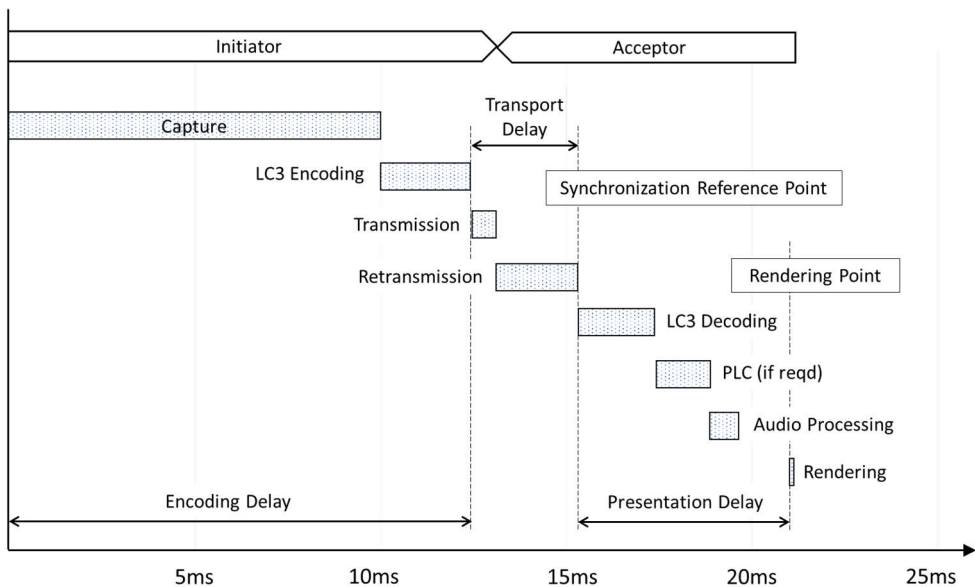 Initiator
Acceptor
Transport
Delay
Capture
LC3 Encoding
Synchronization Reference Point
Transmission
Retransmission
Rendering Point
LC3 Decoding
PLC (if reqd)
Audio Processing
Rendering
Encoding Delay
Presentation Delay
5ms
10ms
15ms
20ms
25ms